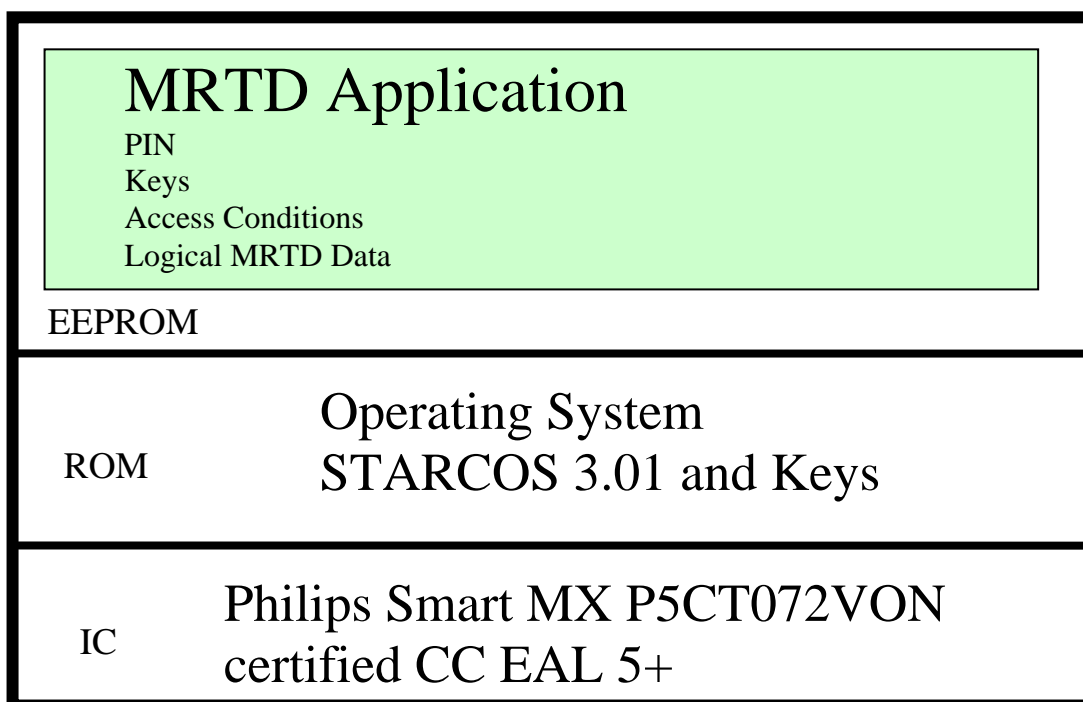 MRTD Application
PIN
Keys
Access Conditions
Logical MRTD Data
EEPROM
Operating System
ROM
STARCOS 3.01 and Keys
Philips Smart MX P5CT072VON
IC
certified CC EAL 5+